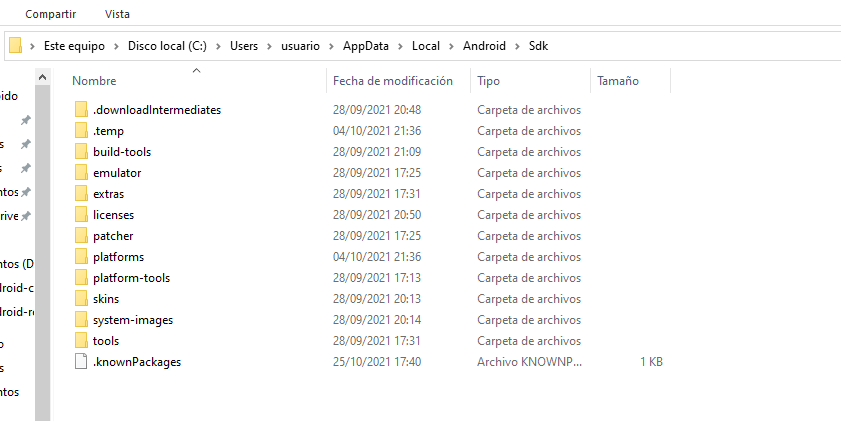 Compartir Vista
Este equipo > Disco local (C:) > Users > usuario > AppData > Local > Android > Sdk
Nombre Fecha de modificación Tipo Tamaño
.downloadIntermediates 28/09/2021 20:48 Carpeta de archivos
.temp 04/10/2021 21:36 Carpeta de archivos
build-tools 28/09/2021 21:09 Carpeta de archivos
emulator 28/09/2021 17:25 Carpeta de archivos
extras 28/09/2021 17:31 Carpeta de archivos
licenses 28/09/2021 20:50 Carpeta de archivos
patcher 28/09/2021 17:25 Carpeta de archivos
platforms 04/10/2021 21:36 Carpeta de archivos
platform-tools 28/09/2021 17:13 Carpeta de archivos
skins 28/09/2021 20:13 Carpeta de archivos
system-images 28/09/2021 20:14 Carpeta de archivos
tools 28/09/2021 17:31 Carpeta de archivos
.knownPackages 25/10/2021 17:40 Archivo KNOWNP... 1 KB
ido
s
s
ntos
rive
ntos (D
droid-c
droid-r
o
s
ntos